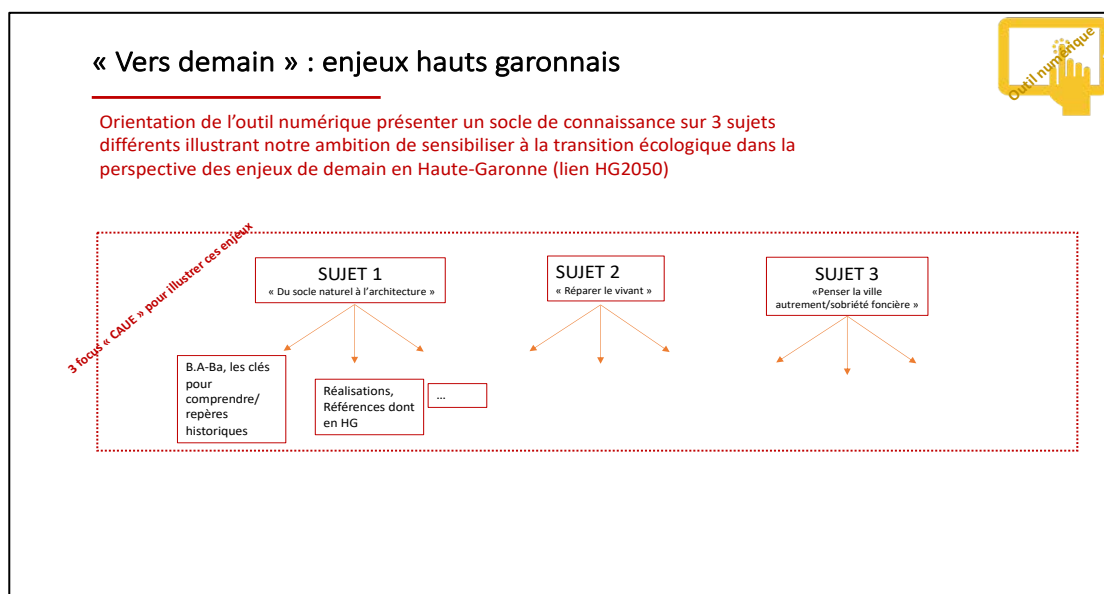 « Vers demain » : enjeux hauts garonnais
Outil numérique
Orientation de l’outil numérique présenter un socle de connaissance sur 3 sujets
différents illustrant notre ambition de sensibiliser à la transition écologique dans la
perspective des enjeux de demain en Haute-Garonne (lien HG2050)
3 focus « CAUE » pour illustrer ces enjeux
SUJET 1
« Du socle naturel à l’architecture »
SUJET 2
« Réparer le vivant »
SUJET 3
«Penser la ville
autrement/sobriété foncière »
B.A-Ba, les clés
pour
comprendre/
repères
historiques
Réalisations,
Références dont
en HG
...